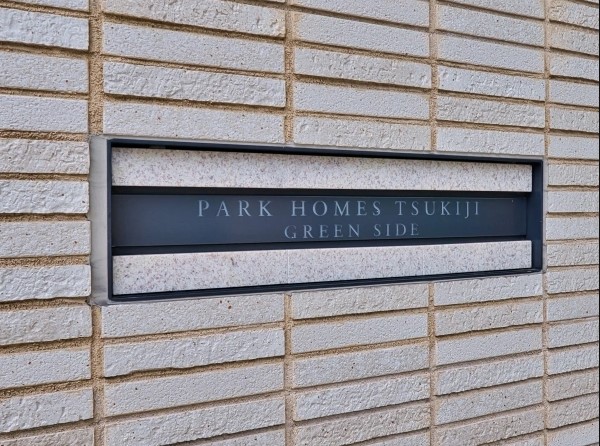 PARK HOMES TSUKIJI
GREEN SIDE